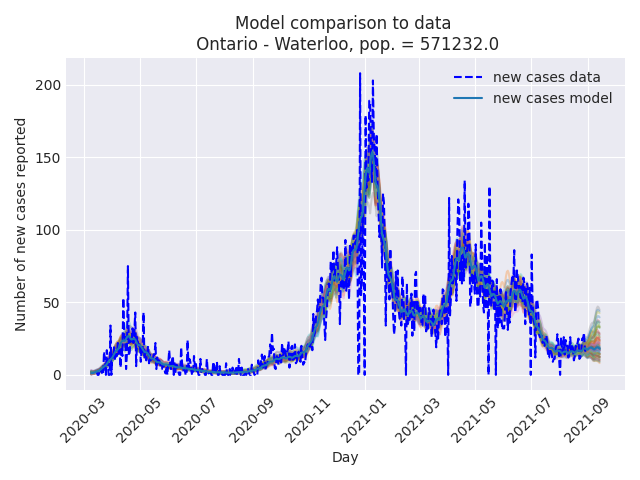 Model comparison to data
Ontario - Waterloo, pop. = 571232.0
new cases data
new cases model
Number of new cases reported
200
150
100
50
0
2020-03
2020-05
2020-07
2020-09
2020-11
2021-01
2021-03
2021-05
2021-07
2021-09
Day